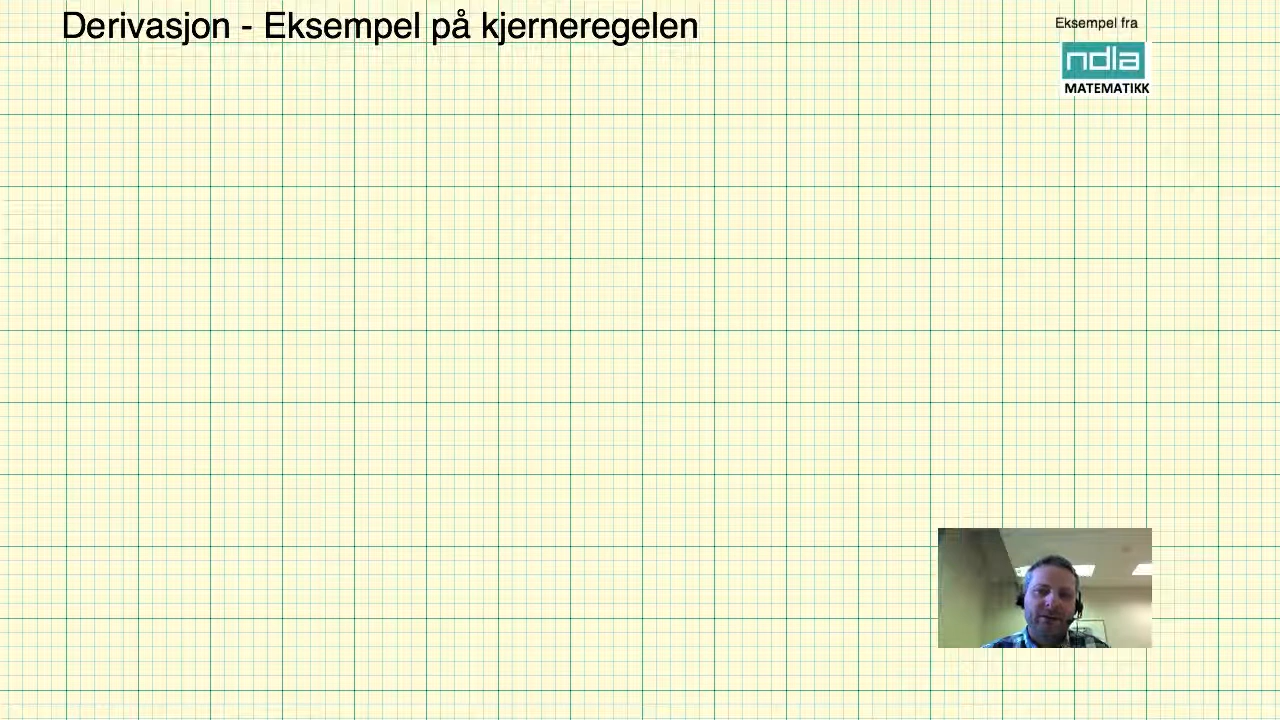 Derivasjon - Eksempel på kjerneregelen
Eksempel fra
ndla
MATEMATIKK